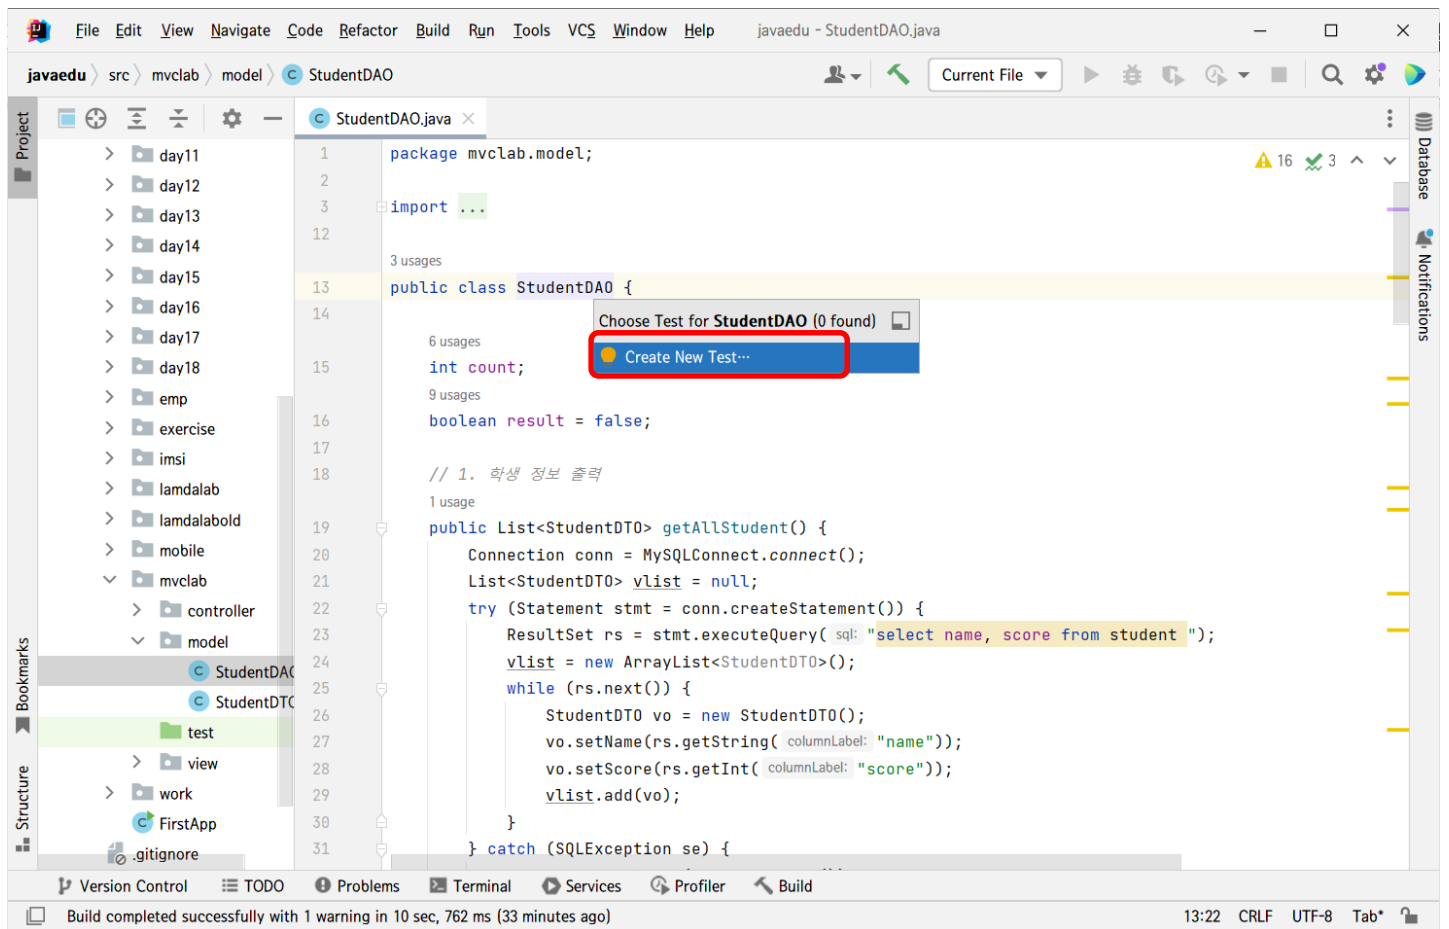 File Edit View Navigate Code Refactor Build Run Tools VCS Window Help javaedu - StudentDAO.java
javaedu src mvclab model StudentDAO
Current File
Project
Bookmarks
Structure
day11
day12
day13
day14
day15
day16
day17
day18
emp
exercise
imsi
lamdalab
lamdalabold
mobile
mvclab
controller
model
StudentDAO
StudentDTO
test
view
work
FirstApp
.gitignore
StudentDAO.java
16 3
1 package mvclab.model;
2
3 import ...
12
3 usages
13 public class StudentDAO {
14
Choose Test for StudentDAO (0 found)
Create New Test...
6 usages
15 int count;
9 usages
16 boolean result = false;
17
18 // 1. 학생 정보 출력
1 usage
19 public List<StudentDTO> getAllStudent() {
20 Connection conn = MySQLConnect.connect();
21 List<StudentDTO> vlist = null;
22 try (Statement stmt = conn.createStatement()) {
23 ResultSet rs = stmt.executeQuery( sql: "select name, score from student ");
24 vlist = new ArrayList<StudentDTO>();
25 while (rs.next()) {
26 StudentDTO vo = new StudentDTO();
27 vo.setName(rs.getString( columnLabel: "name"));
28 vo.setScore(rs.getInt( columnLabel: "score"));
29 vlist.add(vo);
30 }
31 } catch (SQLException se) {
Database
Notifications
Version Control TODO Problems Terminal Services Profiler Build
Build completed successfully with 1 warning in 10 sec, 762 ms (33 minutes ago) 13:22 CRLF UTF-8 Tab*